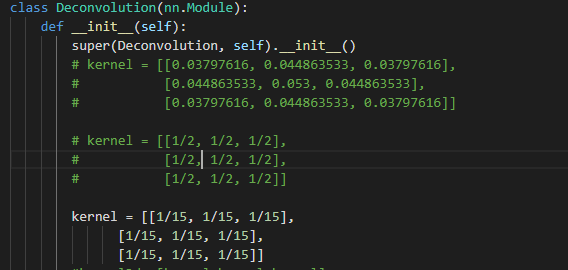 class Deconvolution(nn.Module):
    def __init__(self):
        super(Deconvolution, self).__init__()
        # kernel = [[0.03797616, 0.044863533, 0.03797616],
        #           [0.044863533, 0.053, 0.044863533],
        #           [0.03797616, 0.044863533, 0.03797616]]

        # kernel = [[1/2, 1/2, 1/2],
        #           [1/2, 1/2, 1/2],
        #           [1/2, 1/2, 1/2]]

        kernel = [[1/15, 1/15, 1/15],
              [1/15, 1/15, 1/15],
              [1/15, 1/15, 1/15]]